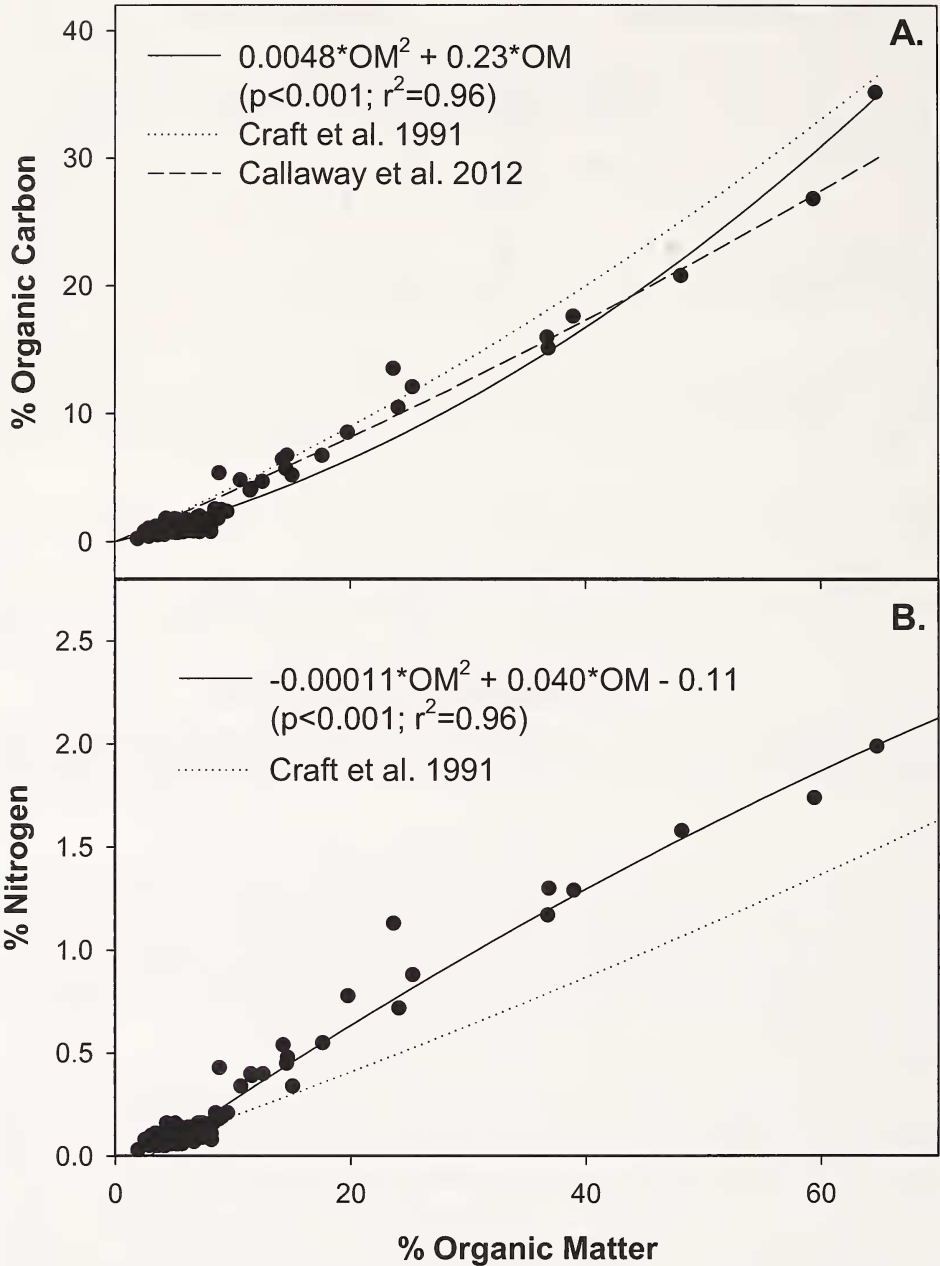 A.
0.0048*OM² + 0.23*OM
(p<0.001; r²=0.96)
Craft et al. 1991
Callaway et al. 2012
40
30
20
10
0
% Organic Carbon
B.
-0.00011*OM² + 0.040*OM - 0.11
(p<0.001; r²=0.96)
Craft et al. 1991
2.5
2.0
1.5
1.0
0.5
0.0
% Nitrogen
0 20 40 60
% Organic Matter